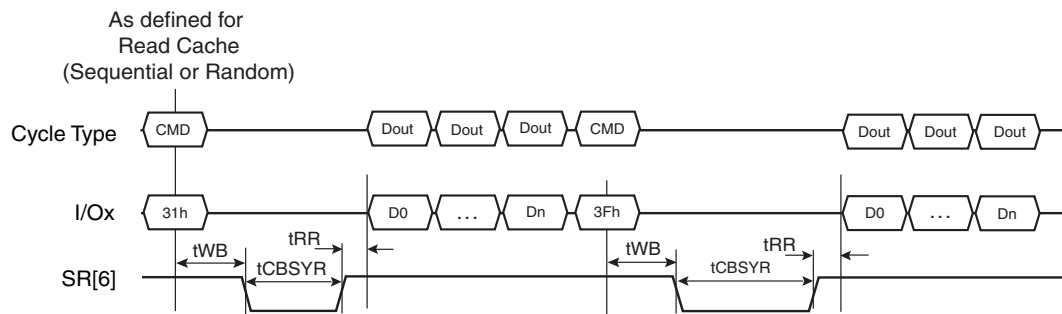 As defined for
Read Cache
(Sequential or Random)
Cycle Type CMD Dout Dout Dout CMD Dout Dout Dout
I/Ox 31h D0 ... Dn 3Fh D0 ... Dn
tWB tRR tWB tRR
tCBSYR tCBSYR
SR[6]